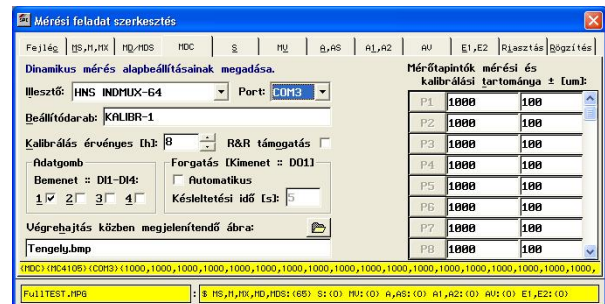 Mérési feladat szerkesztés
Fejléc MS,M,MX MD/MDS MDC S MU A,AS A1,A2 AV E1,E2 Riasztás Rögzítés
Dinamikus mérés alapbeállításainak megadása.
Mérőtapintók mérési és
kalibrálási tartománya ± [um]:
Illesztő: HNS INDMUX-64 Port: COM3
Beállítódarab: KALIBR-1
Kalibrálás érvényes [h]: 8 R&R támogatás
Adatgomb
Bemenet :: DI1-DI4:
1 2 3 4
Forgatás [Kimenet :: DO1]
Automatikus
Késleltetési idő [s]: 5
Végrehajtás közben megjelenítendő ábra:
Tengely.bmp
P1 1000 100
P2 1000 100
P3 1000 100
P4 1000 100
P5 1000 100
P6 1000 100
P7 1000 100
P8 1000 100
(MDC)(MC4105)(COM3)(1000,1000,1000,1000,1000,1000,1000,1000,1000,1000,1000,1000,1000,
FullTEST.MPG : $ MS,M,MX,MD,MDS:(65) S:(0) MU:(0) A,AS:(0) A1,A2:(0) AV:(0) E1,E2:(0)